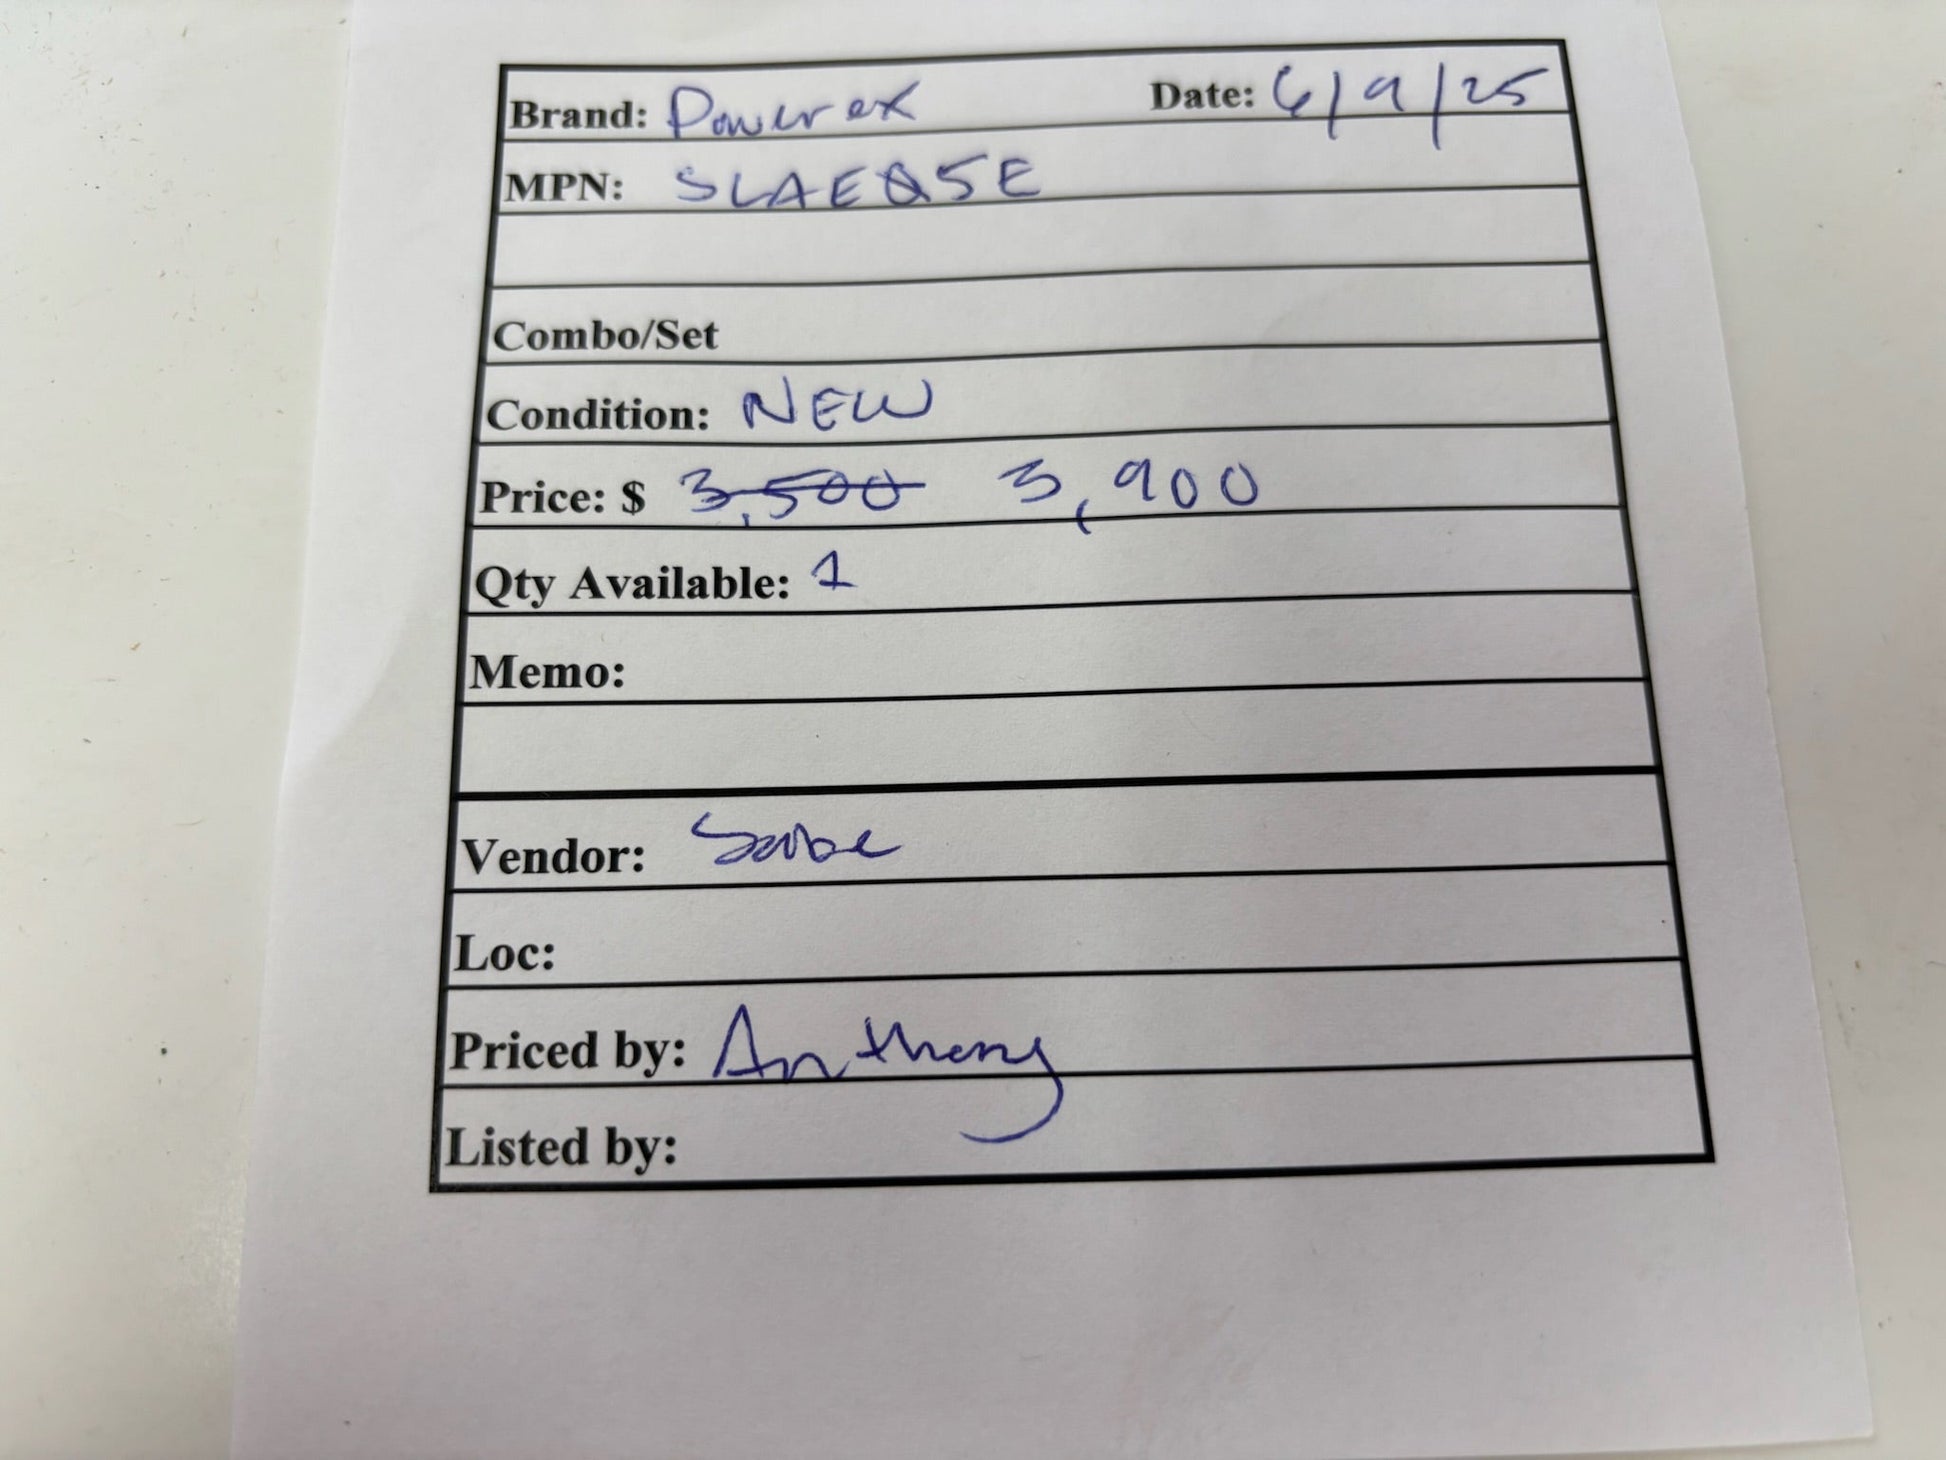 Brand: Powerex Date: 6/9/25
MPN: SLAE05E
Combo/Set
Condition: NEW
Price: $ 3,500 3,900
Qty Available: 1
Memo:
Vendor:
Loc:
Priced by: Anthony
Listed by: